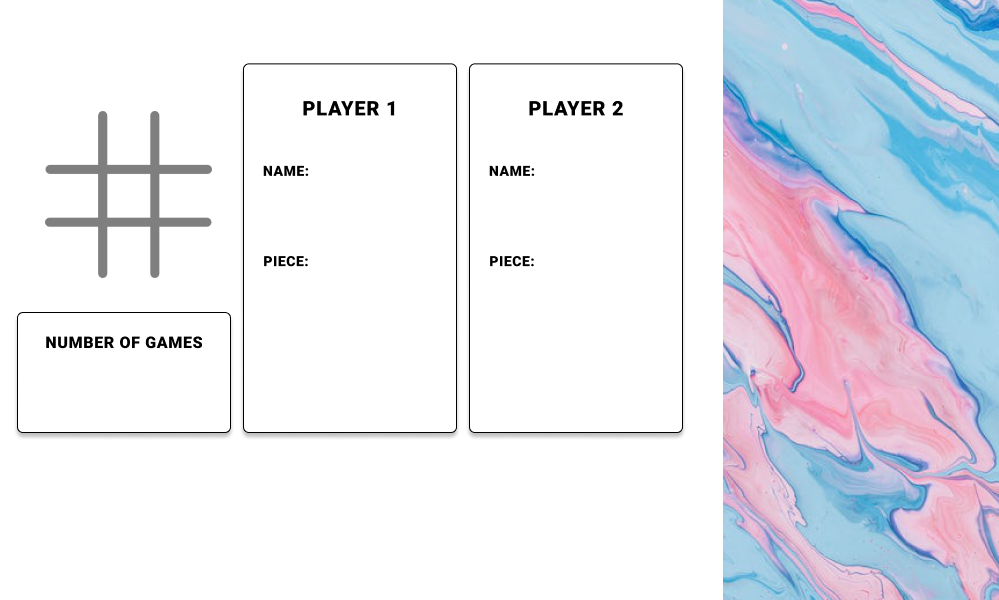 PLAYER 1
NAME:
PIECE:
PLAYER 2
NAME:
PIECE:
NUMBER OF GAMES